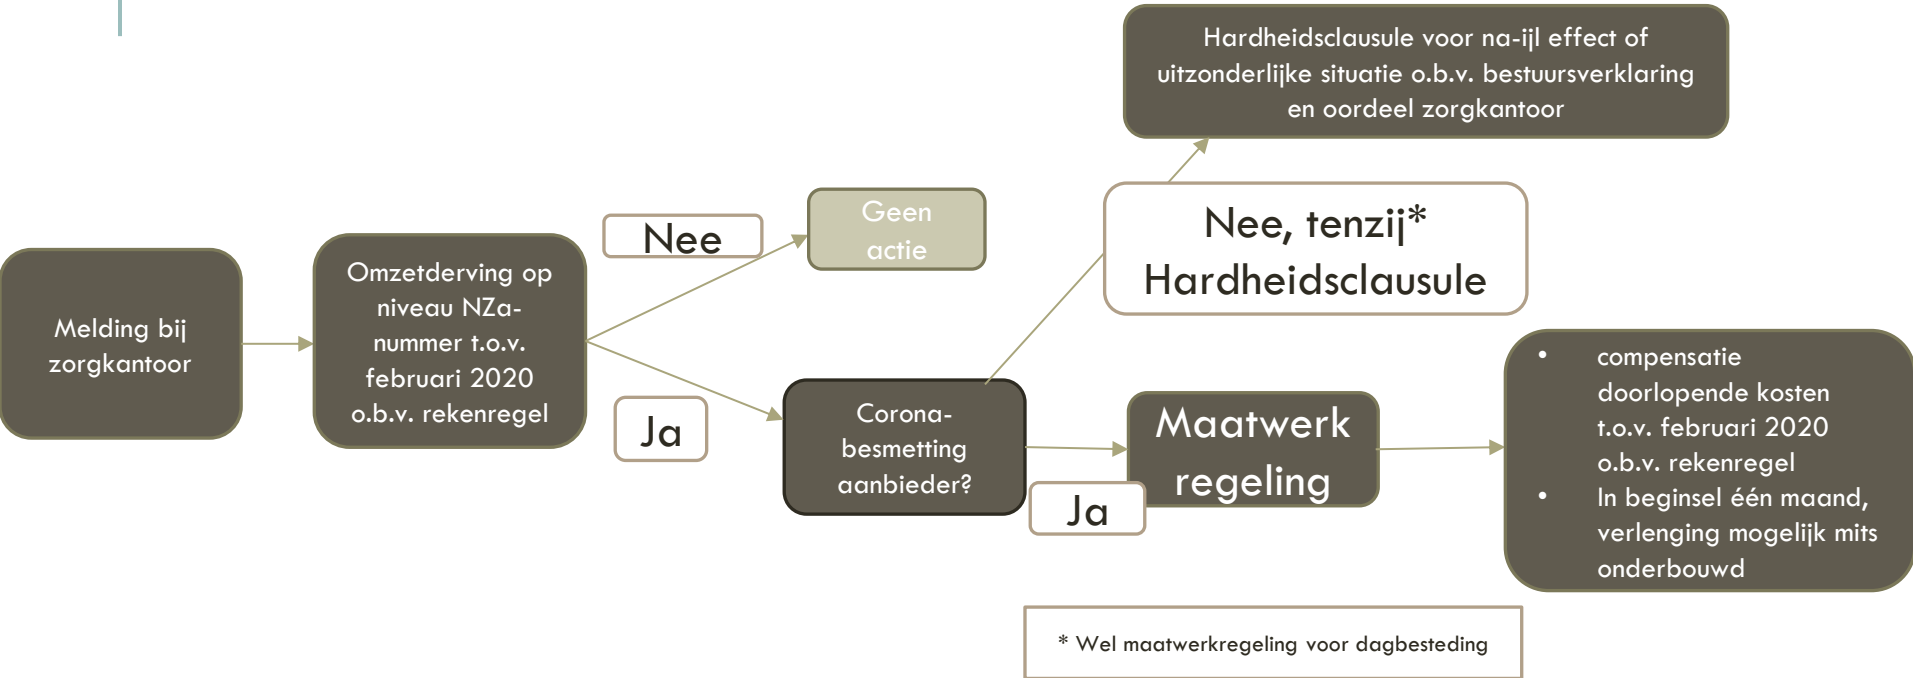 Hardheidsclausule voor na-ijl effect of
uitzonderlijke situatie o.b.v. bestuursverklaring
en oordeel zorgkantoor
Melding bij
zorgkantoor
Omzetderving op
niveau NZa-
nummer t.o.v.
februari 2020
o.b.v. rekenregel
Nee
Geen
actie
Nee, tenzij*
Hardheidsclausule
Ja
Corona-
besmetting
aanbieder?
Ja
Maatwerk
regeling
• compensatie
doorlopende kosten
t.o.v. februari 2020
o.b.v. rekenregel
• In beginsel één maand,
verlenging mogelijk mits
onderbouwd
* Wel maatwerkregeling voor dagbesteding